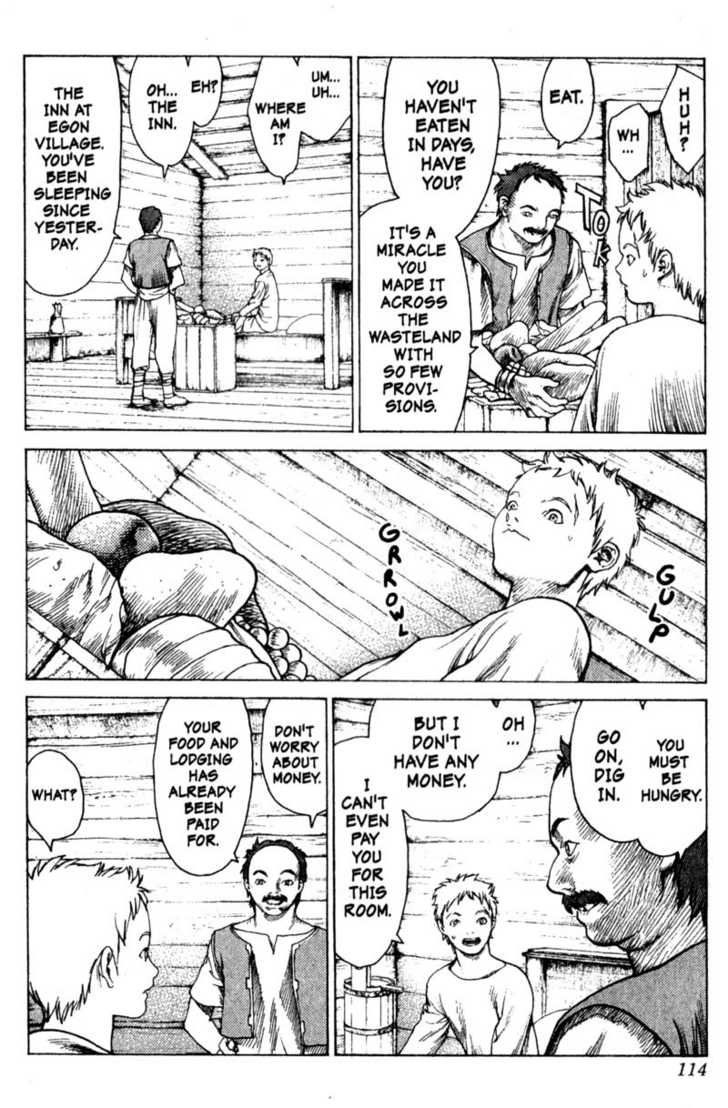 HUH?
WH
...
EAT.
YOU
HAVEN'T
EATEN
IN DAYS,
HAVE
YOU?
TOK
IT'S A
MIRACLE
YOU
MADE IT
ACROSS
THE
WASTELAND
WITH
SO FEW
PROVI-
SIONS.
UM...
UH...
WHERE
AM
I?
EH?
OH...
THE
INN.
THE
INN AT
EGON
VILLAGE.
YOU'VE
BEEN
SLEEPING
SINCE
YESTER-
DAY.
GULP
GRROWL
YOU
MUST
BE
HUNGRY.
GO
ON,
DIG
IN.
OH
...
BUT I
DON'T
HAVE ANY
MONEY.
I
CAN'T
EVEN
PAY
YOU
FOR
THIS
ROOM.
DON'T
WORRY
ABOUT
MONEY.
YOUR
FOOD AND
LODGING
HAS
ALREADY
BEEN
PAID
FOR.
WHAT?
114